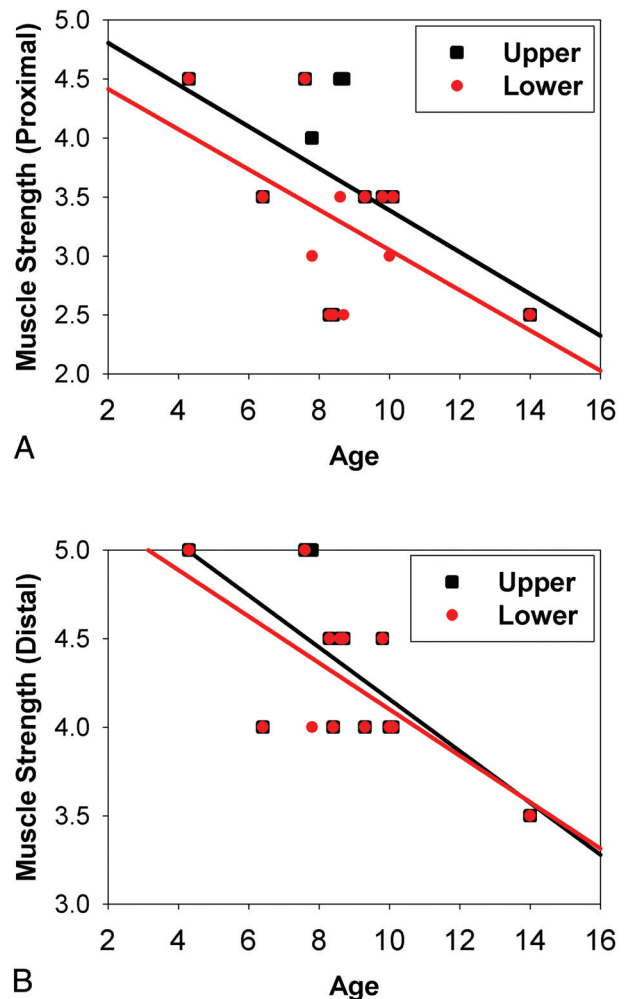 5.0
4.5
4.0
3.5
3.0
2.5
2.0
Muscle Strength (Proximal)
Upper
Lower
2 4 6 8 10 12 14 16
Age
A
5.0
4.5
4.0
3.5
3.0
Muscle Strength (Distal)
Upper
Lower
2 4 6 8 10 12 14 16
Age
B